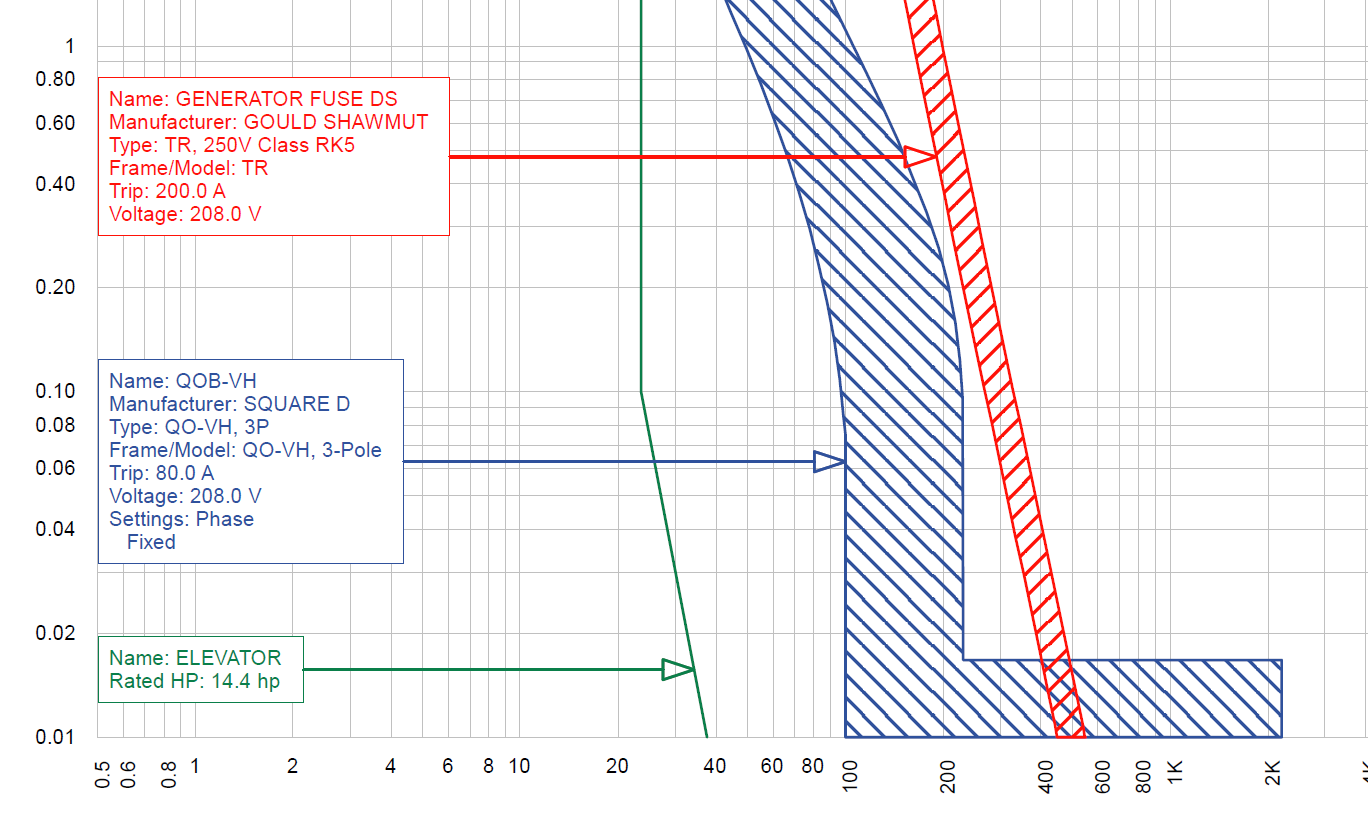 1
0.80
Name: GENERATOR FUSE DS
Manufacturer: GOULD SHAWMUT
0.60
Type: TR, 250V Class RK5
Frame/Model: TR
0.40
Trip: 200.0 A
Voltage: 208.0 V
0.20
Name: QOB-VH
0.10
Manufacturer: SQUARE D
0.08
Type: QO-VH, 3P
Frame/Model: QO-VH, 3-Pole
0.06
Trip: 80.0 A
Voltage: 208.0 V
Settings: Phase
0.04
Fixed
0.02
Name: ELEVATOR
Rated HP: 14.4 hp
0.01
0.5 0.6 0.8 1 2 4 6 8 10 20 40 60 80 100 200 400 600 800 1K 2K